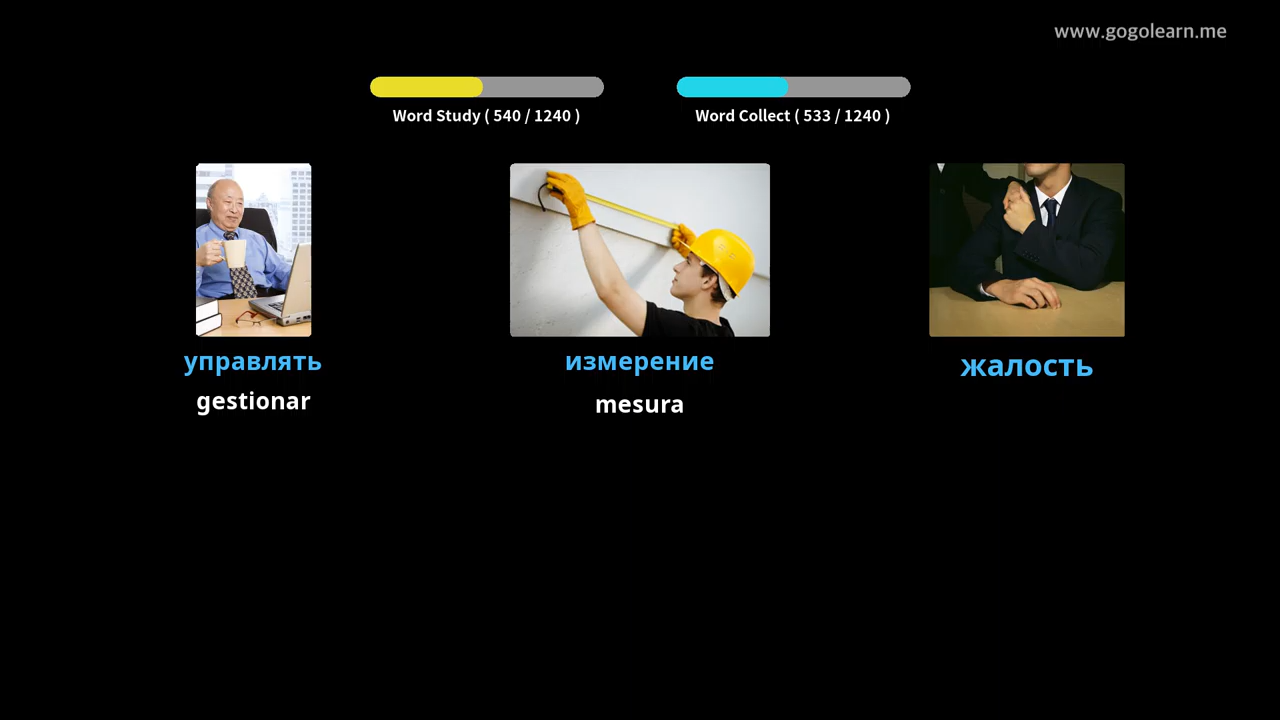 www.gogolearn.me
Word Study ( 540 / 1240 )
Word Collect ( 533 / 1240 )
управлять
gestionar
измерение
mesura
жалость